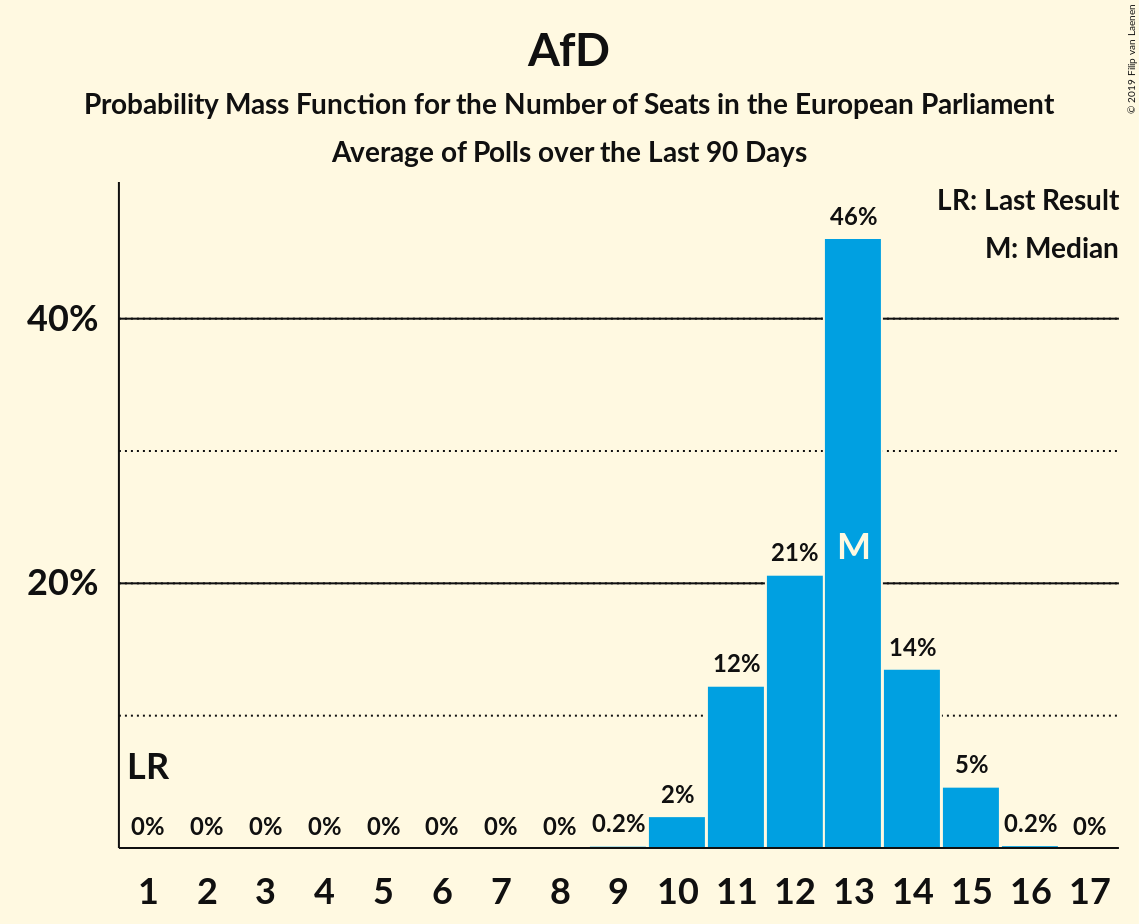 AfD
Probability Mass Function for the Number of Seats in the European Parliament
Average of Polls over the Last 90 Days
© 2019 Filip van Laenen
LR: Last Result
M: Median
40%
20%
46%
21%
12%
14%
5%
2%
0.2%
0.2%
0%
M
LR
0% 0% 0% 0% 0% 0% 0% 0%
1 2 3 4 5 6 7 8 9 10 11 12 13 14 15 16 17